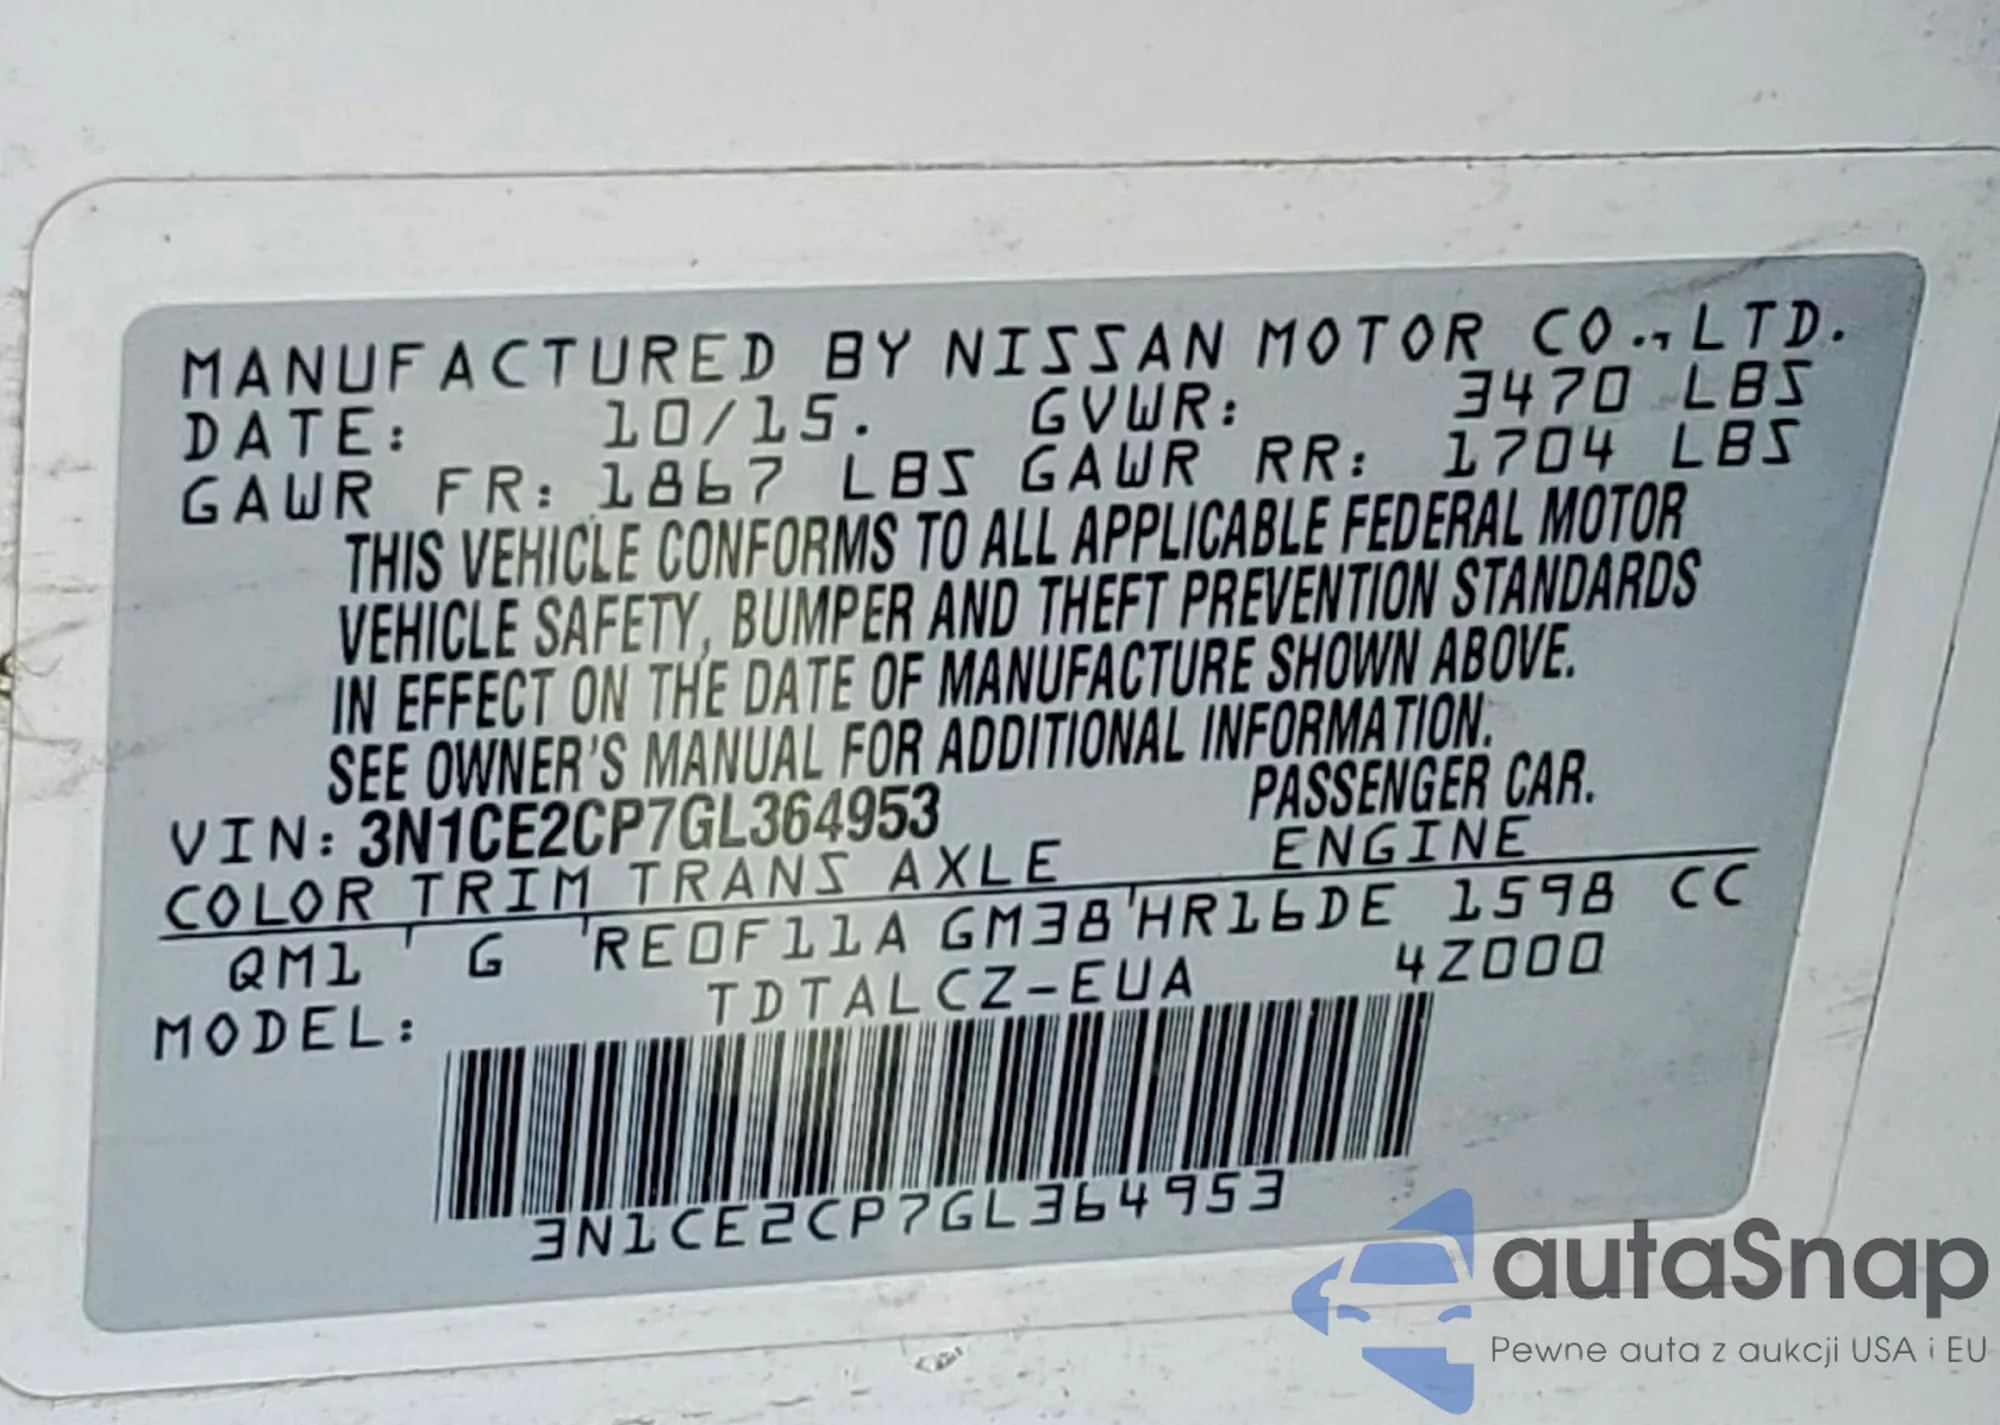 MANUFACTURED BY NISSAN MOTOR CO., LTD.
DATE: 10/15. GVWR: 3470 LBS
GAWR FR: 1867 LBS GAWR RR: 1704 LBS
THIS VEHICLE CONFORMS TO ALL APPLICABLE FEDERAL MOTOR
VEHICLE SAFETY, BUMPER AND THEFT PREVENTION STANDARDS
IN EFFECT ON THE DATE OF MANUFACTURE SHOWN ABOVE.
SEE OWNER'S MANUAL FOR ADDITIONAL INFORMATION.
VIN: 3N1CE2CP7GL364953 PASSENGER CAR.
COLOR TRIM TRANS AXLE ENGINE
QM1 G RE0F11A GM38 HR16DE 1598 CC
MODEL: TDTALCZ-EUA 4Z000
3N1CE2CP7GL364953
autaSnap
Pewne auta z aukcji USA i EU